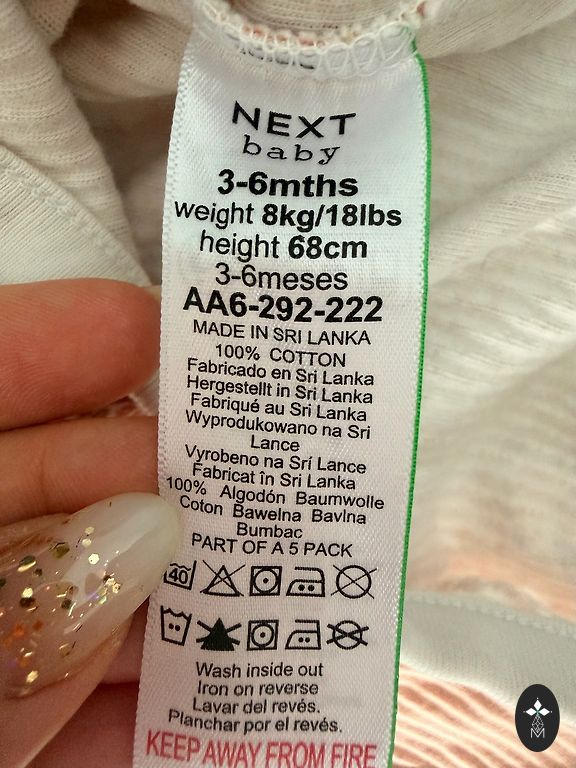 NEXT
baby
3-6mths
weight 8kg/18lbs
height 68cm
3-6meses
AA6-292-222
MADE IN SRI LANKA
100% COTTON
Fabricado en Sri Lanka
Hergestellt in Sri Lanka
Fabriqué au Sri Lanka
Wyprodukowano na Sri
Lance
Vyrobeno na Srí Lance
Fabricat în Sri Lanka
100% Algodón Baumwolle
Coton Bawełna Bavlna
Bumbac
PART OF A 5 PACK
40
Wash inside out
Iron on reverse
Lavar del revés.
Planchar por el revés.
KEEP AWAY FROM FIRE
M